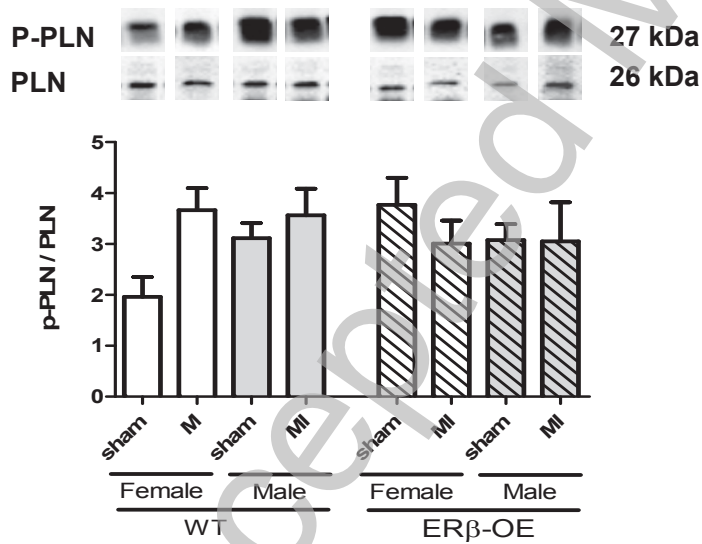 P-PLN 27 kDa
PLN 26 kDa
5
4
3
2
1
0
p-PLN / PLN
sham M sham MI sham MI sham MI
Female Male Female Male
WT ERβ-OE
cepted M